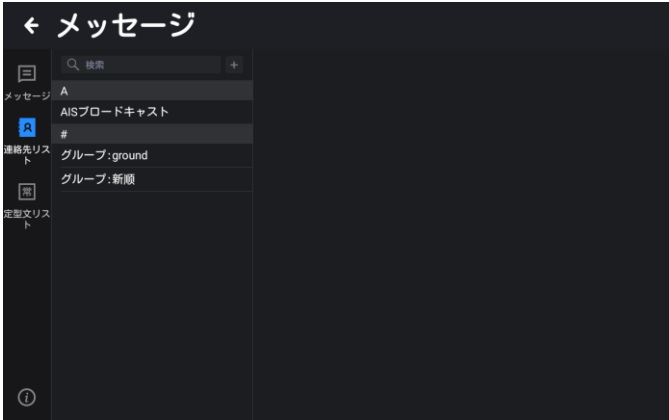 メッセージ
メッセージ
連絡先リス
ト
常
定型文リス
ト
検索
+
A
AISブロードキャスト
#
グループ:ground
グループ:新顺
i